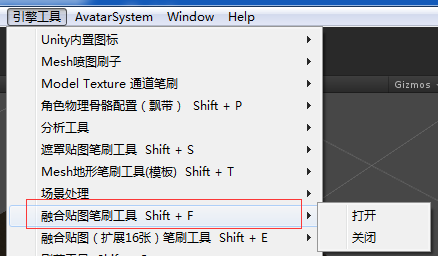 引擎工具 AvatarSystem Window Help
Unity内置图标
Mesh喷图刷子
Gizmos
Model Texture 通道笔刷
角色物理骨骼配置（飘带） Shift + P
分析工具
遮罩贴图笔刷工具 Shift + S
Mesh地形笔刷工具(模板) Shift + T
场景处理
融合贴图笔刷工具 Shift + F
打开
融合贴图（扩展16张）笔刷工具 Shift + E
关闭